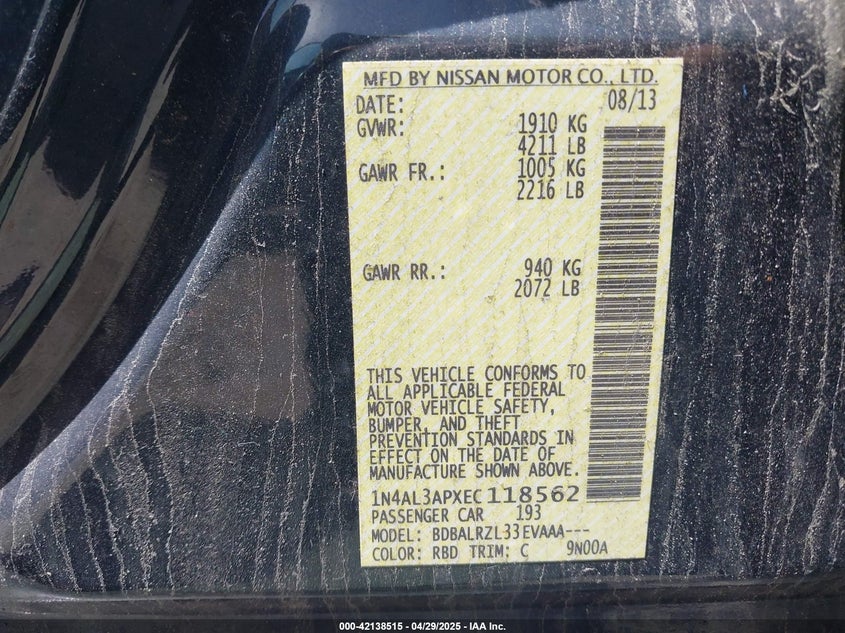 MFD BY NISSAN MOTOR CO., LTD.
DATE: 08/13
GVWR: 1910 KG
4211 LB
GAWR FR.: 1005 KG
2216 LB
GAWR RR.: 940 KG
2072 LB
THIS VEHICLE CONFORMS TO
ALL APPLICABLE FEDERAL
MOTOR VEHICLE SAFETY,
BUMPER, AND THEFT
PREVENTION STANDARDS IN
EFFECT ON THE DATE OF
MANUFACTURE SHOWN ABOVE.
1N4AL3APXEC118562
PASSENGER CAR 193
MODEL: BDBALRZL33EVAAA---
COLOR: RBD TRIM: C 9N00A
000-42138515 - 04/29/2025 - IAA Inc.